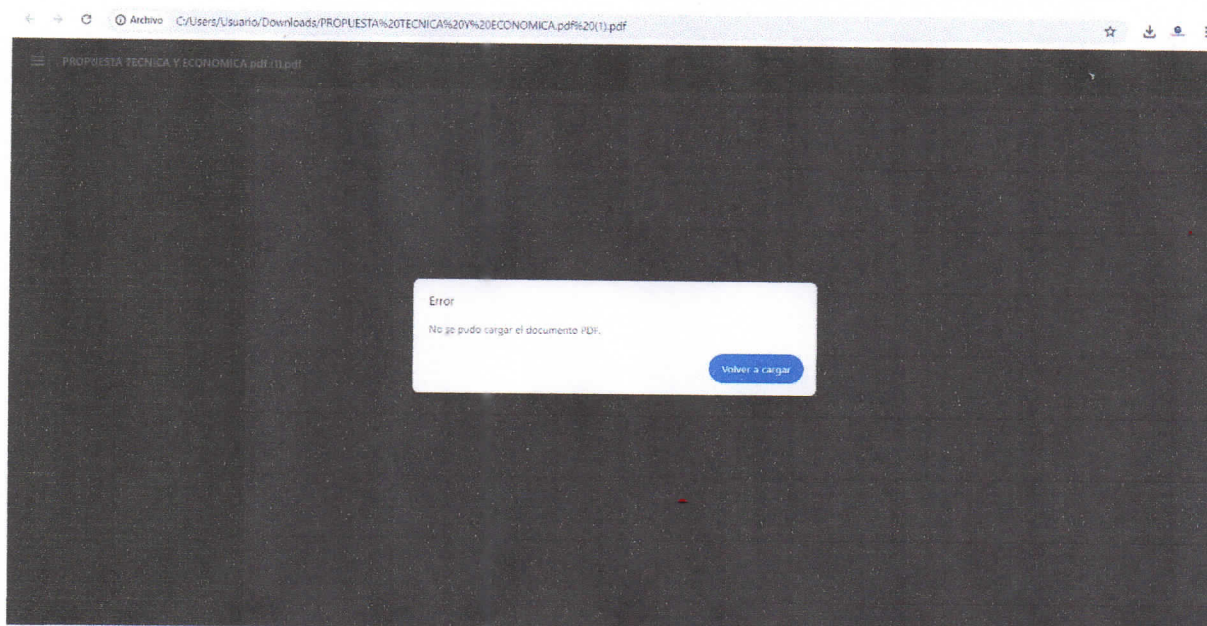 Archivo C:/Users/Usuario/Downloads/PROPUESTA%20TECNICA%20Y%20ECONOMICA.pdf%20(1).pdf
PROPUESTA TECNICA Y ECONOMICA.pdf (1).pdf
Error
No se pudo cargar el documento PDF.
Volver a cargar